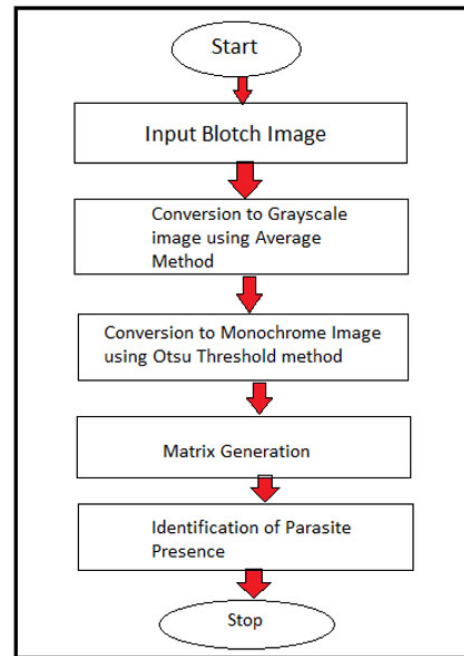 Start
Input Blotch Image
Conversion to Grayscale
image using Average
Method
Conversion to Monochrome Image
using Otsu Threshold method
Matrix Generation
Identification of Parasite
Presence
Stop